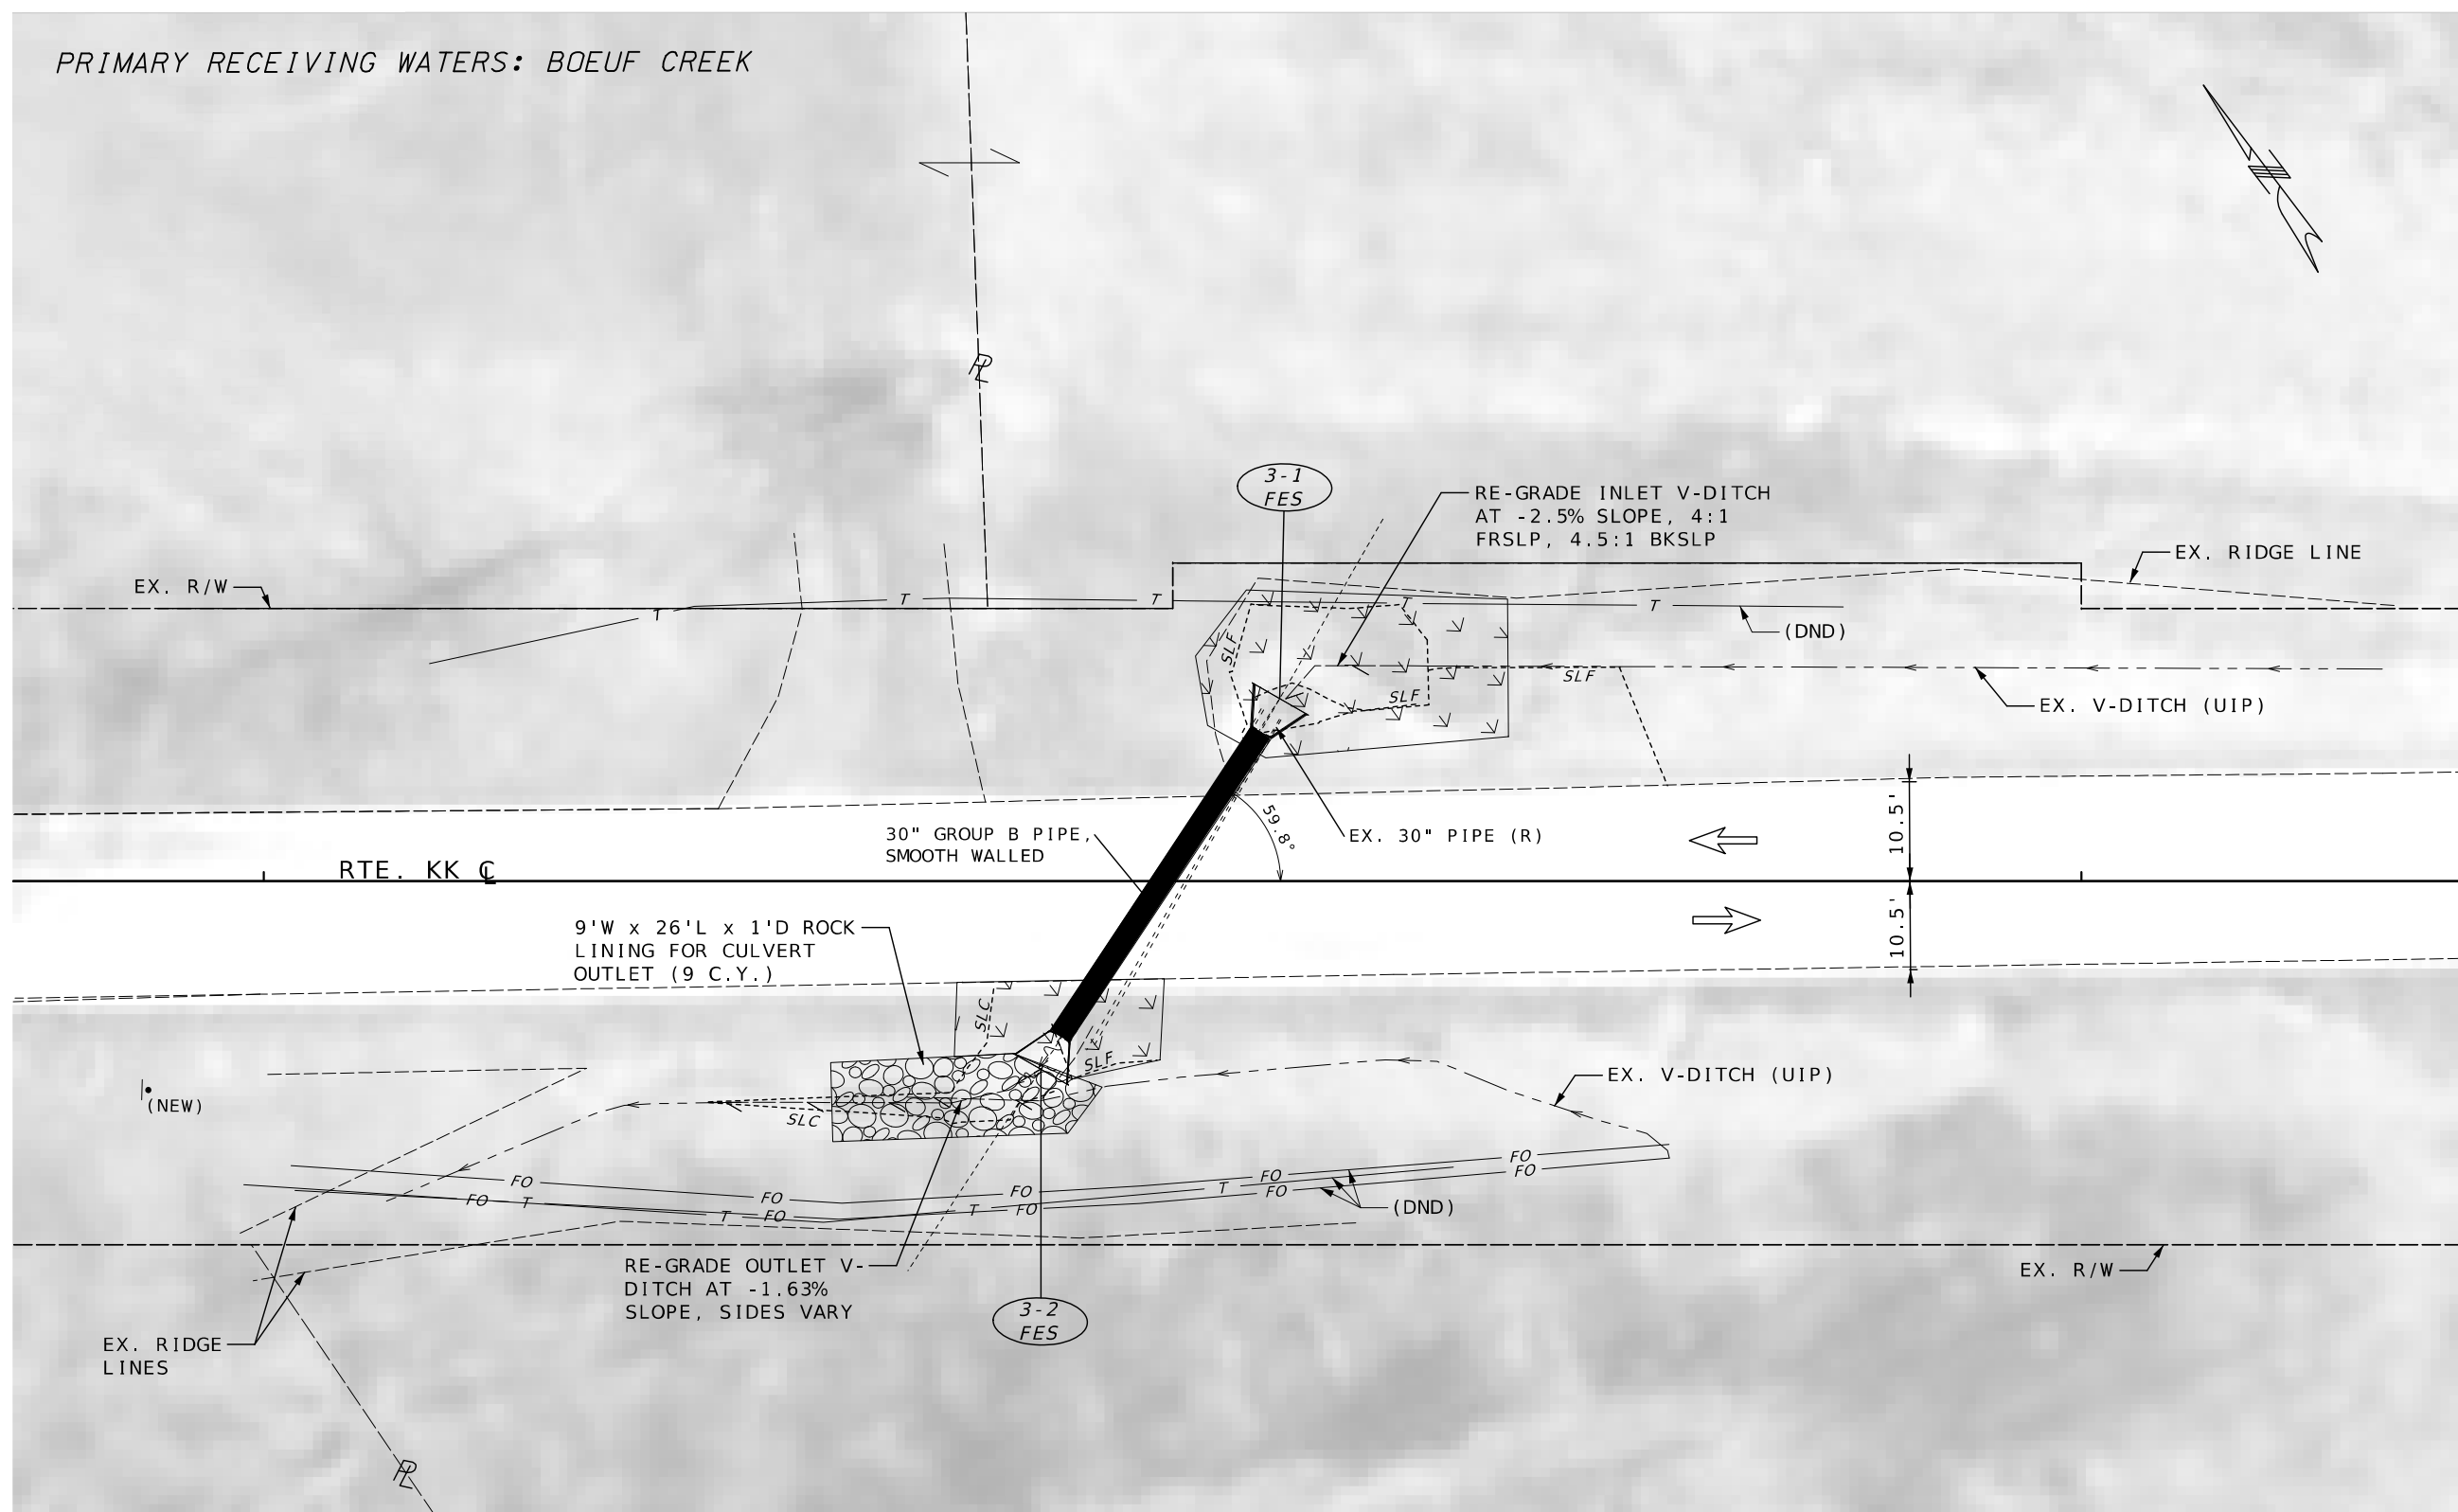 PRIMARY RECEIVING WATERS: BOEUF CREEK
PL
3-1
FES
RE-GRADE INLET V-DITCH
AT -2.5% SLOPE, 4:1
FRSLP, 4.5:1 BKSLP
EX. RIDGE LINE
EX. R/W
T
T
T
T
T
T
(DND)
SLF
SLF
SLF
EX. V-DITCH (UIP)
30" GROUP B PIPE,
SMOOTH WALLED
59.8°
EX. 30" PIPE (R)
10.5'
RTE. KK CL
9'W x 26'L x 1'D ROCK
LINING FOR CULVERT
OUTLET (9 C.Y.)
10.5'
SLC
SLF
EX. V-DITCH (UIP)
(NEW)
SLC
FO
FO
FO
FO
FO
FO
FO
FO
FO
FO
T
T
T
T
(DND)
RE-GRADE OUTLET V-
DITCH AT -1.63%
SLOPE, SIDES VARY
EX. R/W
3-2
FES
EX. RIDGE
LINES
PL